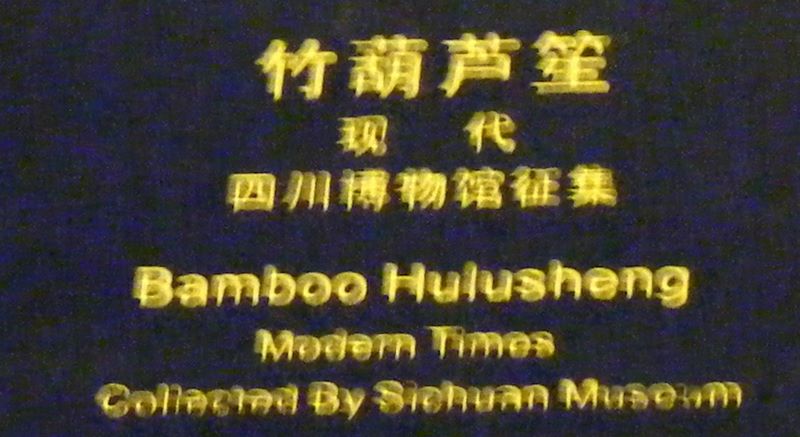 竹葫芦笙
现 代
四川博物馆征集
Bamboo Hulusheng
Modern Times
Collected By Sichuan Museum